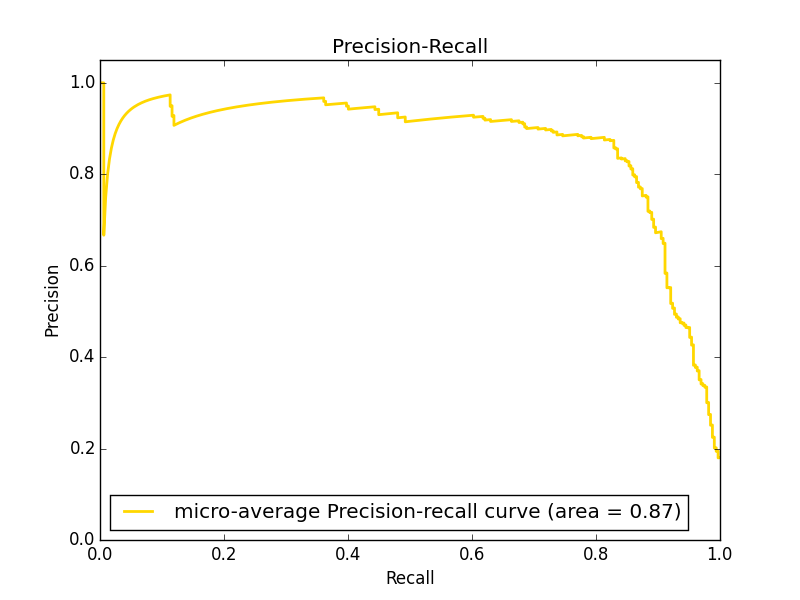 Precision-Recall
1.0
0.8
0.6
0.4
0.2
0.0
Precision
0.0 0.2 0.4 0.6 0.8 1.0
Recall
micro-average Precision-recall curve (area = 0.87)